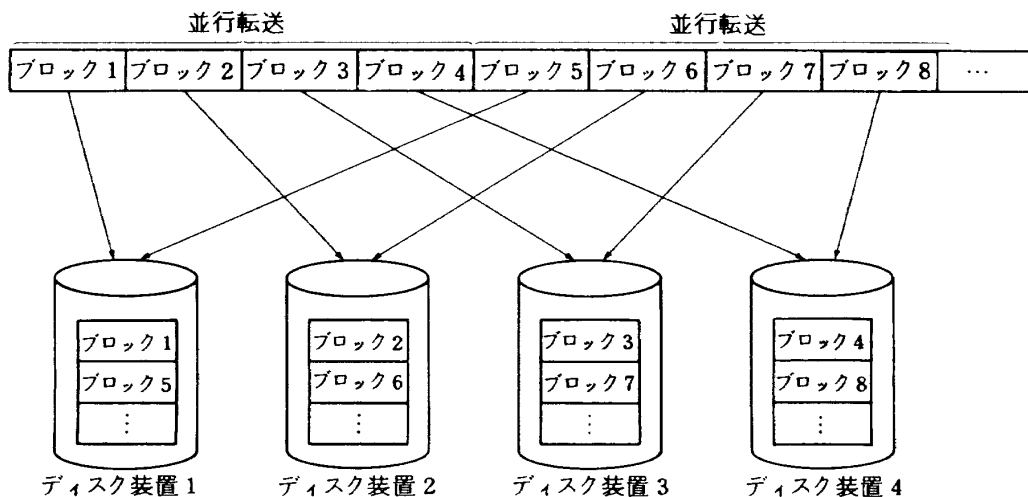 並行転送 並行転送
ブロック1 ブロック2 ブロック3 ブロック4 ブロック5 ブロック6 ブロック7 ブロック8 …
ブロック1 ブロック2 ブロック3 ブロック4
ブロック5 ブロック6 ブロック7 ブロック8
⋮ ⋮ ⋮ ⋮
ディスク装置1 ディスク装置2 ディスク装置3 ディスク装置4